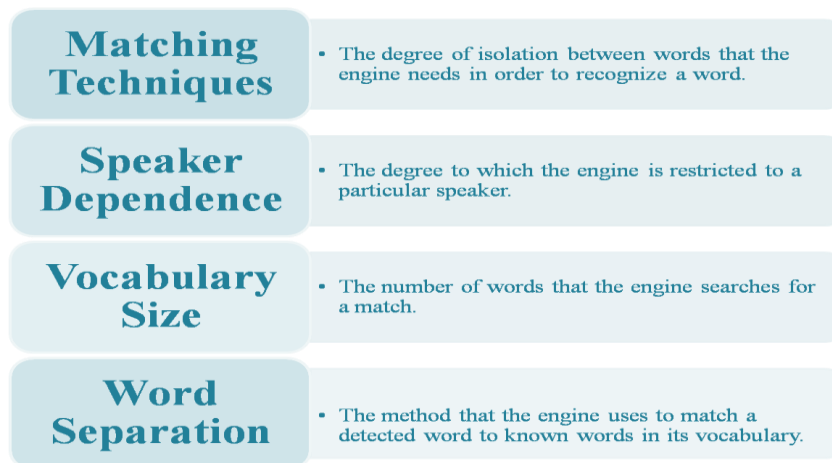 Matching
Techniques
• The degree of isolation between words that the
engine needs in order to recognize a word.
Speaker
Dependence
• The degree to which the engine is restricted to a
particular speaker.
Vocabulary
Size
• The number of words that the engine searches for
a match.
Word
Separation
• The method that the engine uses to match a
detected word to known words in its vocabulary.